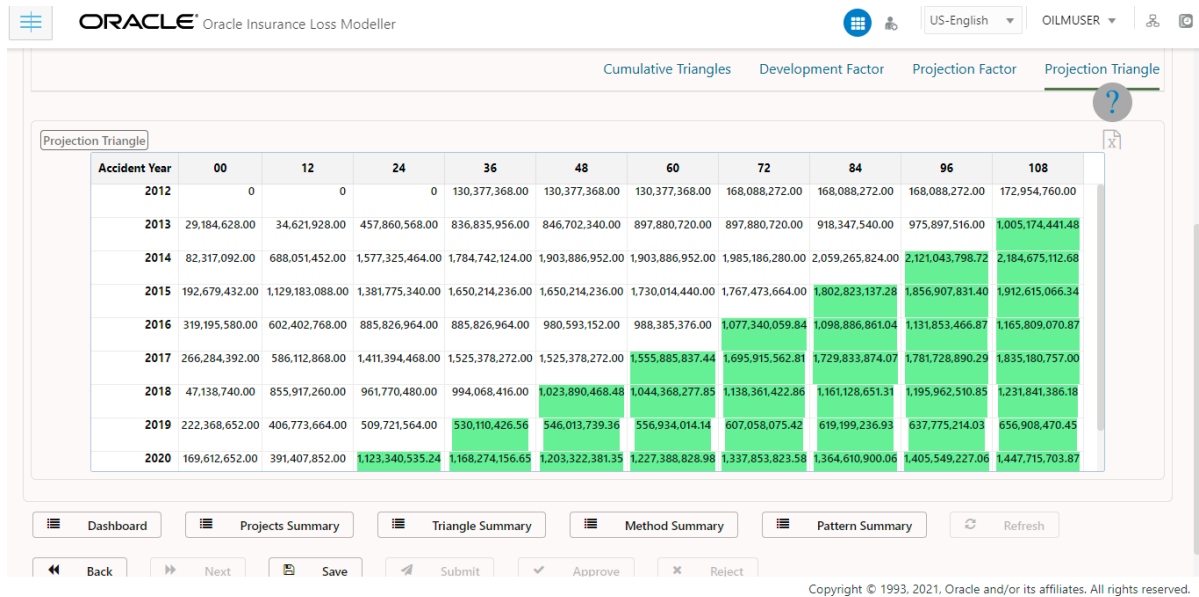 ORACLE® Oracle Insurance Loss Modeller US-English OILMUSER
Cumulative Triangles Development Factor Projection Factor Projection Triangle
?
Projection Triangle
Accident Year 00 12 24 36 48 60 72 84 96 108
2012 0 0 0 130,377,368.00 130,377,368.00 130,377,368.00 168,088,272.00 168,088,272.00 168,088,272.00 172,954,760.00
2013 29,184,628.00 34,621,928.00 457,860,568.00 836,835,956.00 846,702,340.00 897,880,720.00 897,880,720.00 918,347,540.00 975,897,516.00 1,005,174,441.48
2014 82,317,092.00 688,051,452.00 1,577,325,464.00 1,784,742,124.00 1,903,886,952.00 1,903,886,952.00 1,985,186,280.00 2,059,265,824.00 2,121,043,798.72 2,184,675,112.68
2015 192,679,432.00 1,129,183,088.00 1,381,775,340.00 1,650,214,236.00 1,650,214,236.00 1,730,014,440.00 1,767,473,664.00 1,802,823,137.28 1,856,907,831.40 1,912,615,066.34
2016 319,195,580.00 602,402,768.00 885,826,964.00 885,826,964.00 980,593,152.00 988,385,376.00 1,077,340,059.84 1,098,886,861.04 1,131,853,466.87 1,165,809,070.87
2017 266,284,392.00 586,112,868.00 1,411,394,468.00 1,525,378,272.00 1,525,378,272.00 1,555,885,837.44 1,695,915,562.81 1,729,833,874.07 1,781,728,890.29 1,835,180,757.00
2018 47,138,740.00 855,917,260.00 961,770,480.00 994,068,416.00 1,023,890,468.48 1,044,368,277.85 1,138,361,422.86 1,161,128,651.31 1,195,962,510.85 1,231,841,386.18
2019 222,368,652.00 406,773,664.00 509,721,564.00 530,110,426.56 546,013,739.36 556,934,014.14 607,058,075.42 619,199,236.93 637,775,214.03 656,908,470.45
2020 169,612,652.00 391,407,852.00 1,123,340,535.24 1,168,274,156.65 1,203,322,381.35 1,227,388,828.98 1,337,853,823.58 1,364,610,900.06 1,405,549,227.06 1,447,715,703.87
Dashboard Projects Summary Triangle Summary Method Summary Pattern Summary Refresh
Back Next Save Submit Approve Reject
Copyright © 1993, 2021, Oracle and/or its affiliates. All rights reserved.